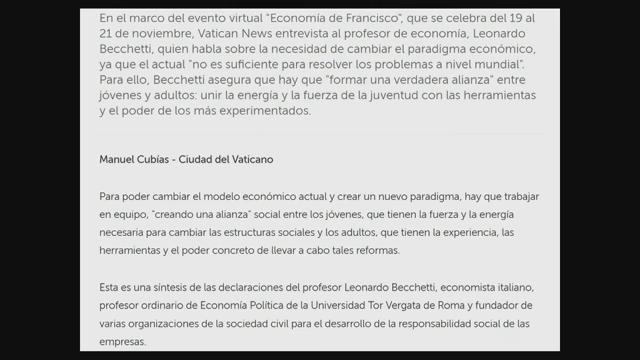 En el marco del evento virtual "Economía de Francisco", que se celebra del 19 al
21 de noviembre, Vatican News entrevista al profesor de economía, Leonardo
Becchetti, quien habla sobre la necesidad de cambiar el paradigma económico,
ya que el actual "no es suficiente para resolver los problemas a nivel mundial".
Para ello, Becchetti asegura que hay que "formar una verdadera alianza" entre
jóvenes y adultos: unir la energía y la fuerza de la juventud con las herramientas
y el poder de los más experimentados.
Manuel Cubías - Ciudad del Vaticano
Para poder cambiar el modelo económico actual y crear un nuevo paradigma, hay que trabajar
en equipo, "creando una alianza" social entre los jóvenes, que tienen la fuerza y la energía
necesaria para cambiar las estructuras sociales y los adultos, que tienen la experiencia, las
herramientas y el poder concreto de llevar a cabo tales reformas.
Esta es una síntesis de las declaraciones del profesor Leonardo Becchetti, economista italiano,
profesor ordinario de Economía Política de la Universidad Tor Vergata de Roma y fundador de
varias organizaciones de la sociedad civil para el desarrollo de la responsabilidad social de las
empresas.